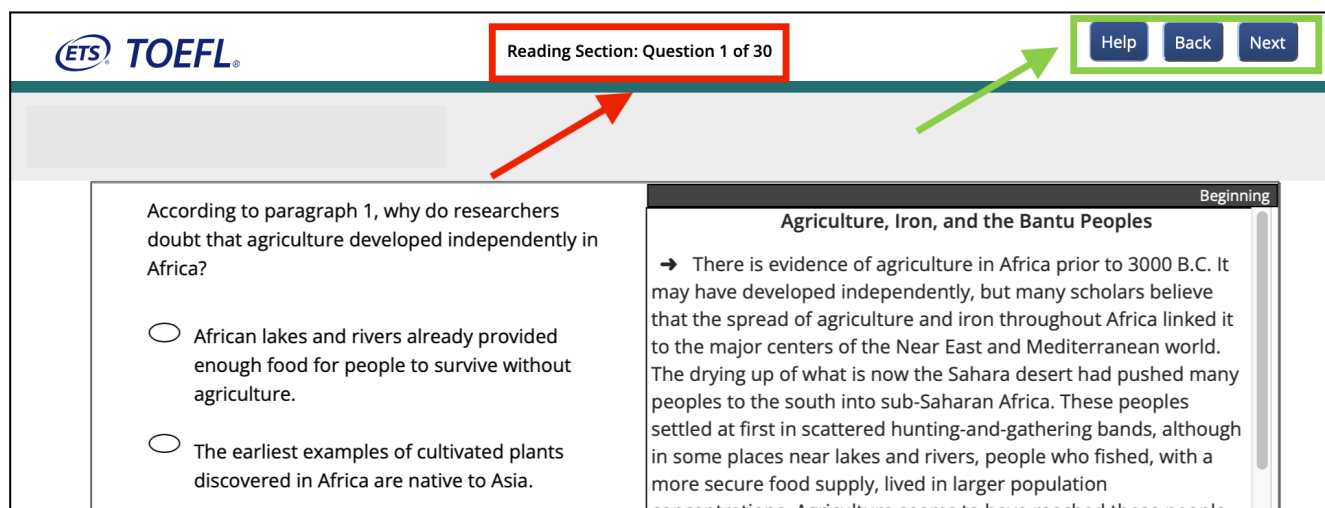 ETS TOEFL®
Reading Section: Question 1 of 30
Help Back Next
According to paragraph 1, why do researchers
doubt that agriculture developed independently in
Africa?
African lakes and rivers already provided
enough food for people to survive without
agriculture.
The earliest examples of cultivated plants
discovered in Africa are native to Asia.
Beginning
Agriculture, Iron, and the Bantu Peoples
➜ There is evidence of agriculture in Africa prior to 3000 B.C. It
may have developed independently, but many scholars believe
that the spread of agriculture and iron throughout Africa linked it
to the major centers of the Near East and Mediterranean world.
The drying up of what is now the Sahara desert had pushed many
peoples to the south into sub-Saharan Africa. These peoples
settled at first in scattered hunting-and-gathering bands, although
in some places near lakes and rivers, people who fished, with a
more secure food supply, lived in larger population